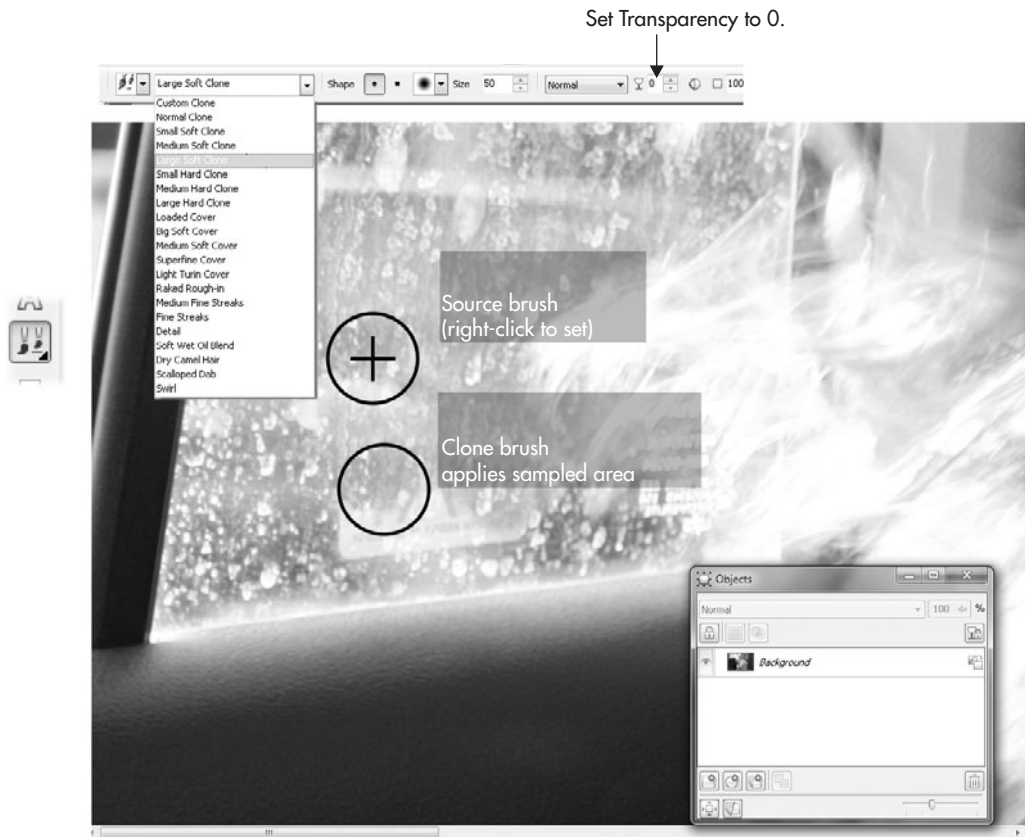 Set Transparency to 0.
Large Soft Clone Shape Size 50 Normal 0 100
Custom Clone
Normal Clone
Small Soft Clone
Medium Soft Clone
Large Soft Clone
Small Hard Clone
Medium Hard Clone
Large Hard Clone
Loaded Cover
Big Soft Cover
Medium Soft Cover
Superfine Cover
Light Turin Cover
Raked Rough-in
Medium Fine Streaks
Fine Streaks
Detail
Soft Wet Oil Blend
Dry Camel Hair
Scalloped Dab
Swirl
Source brush
(right-click to set)
Clone brush
applies sampled area
Objects
Normal 100 %
Background